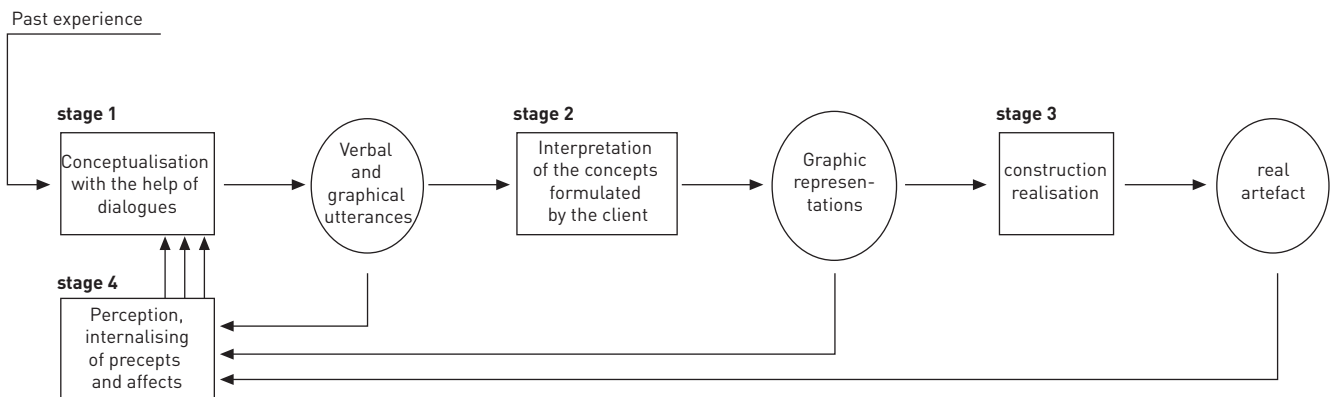 Past experience
stage 1
Conceptualisation
with the help of
dialogues
Verbal
and
graphical
utterances
stage 2
Interpretation
of the concepts
formulated
by the client
Graphic
represen-
tations
stage 3
construction
realisation
real
artefact
stage 4
Perception,
internalising
of precepts
and affects